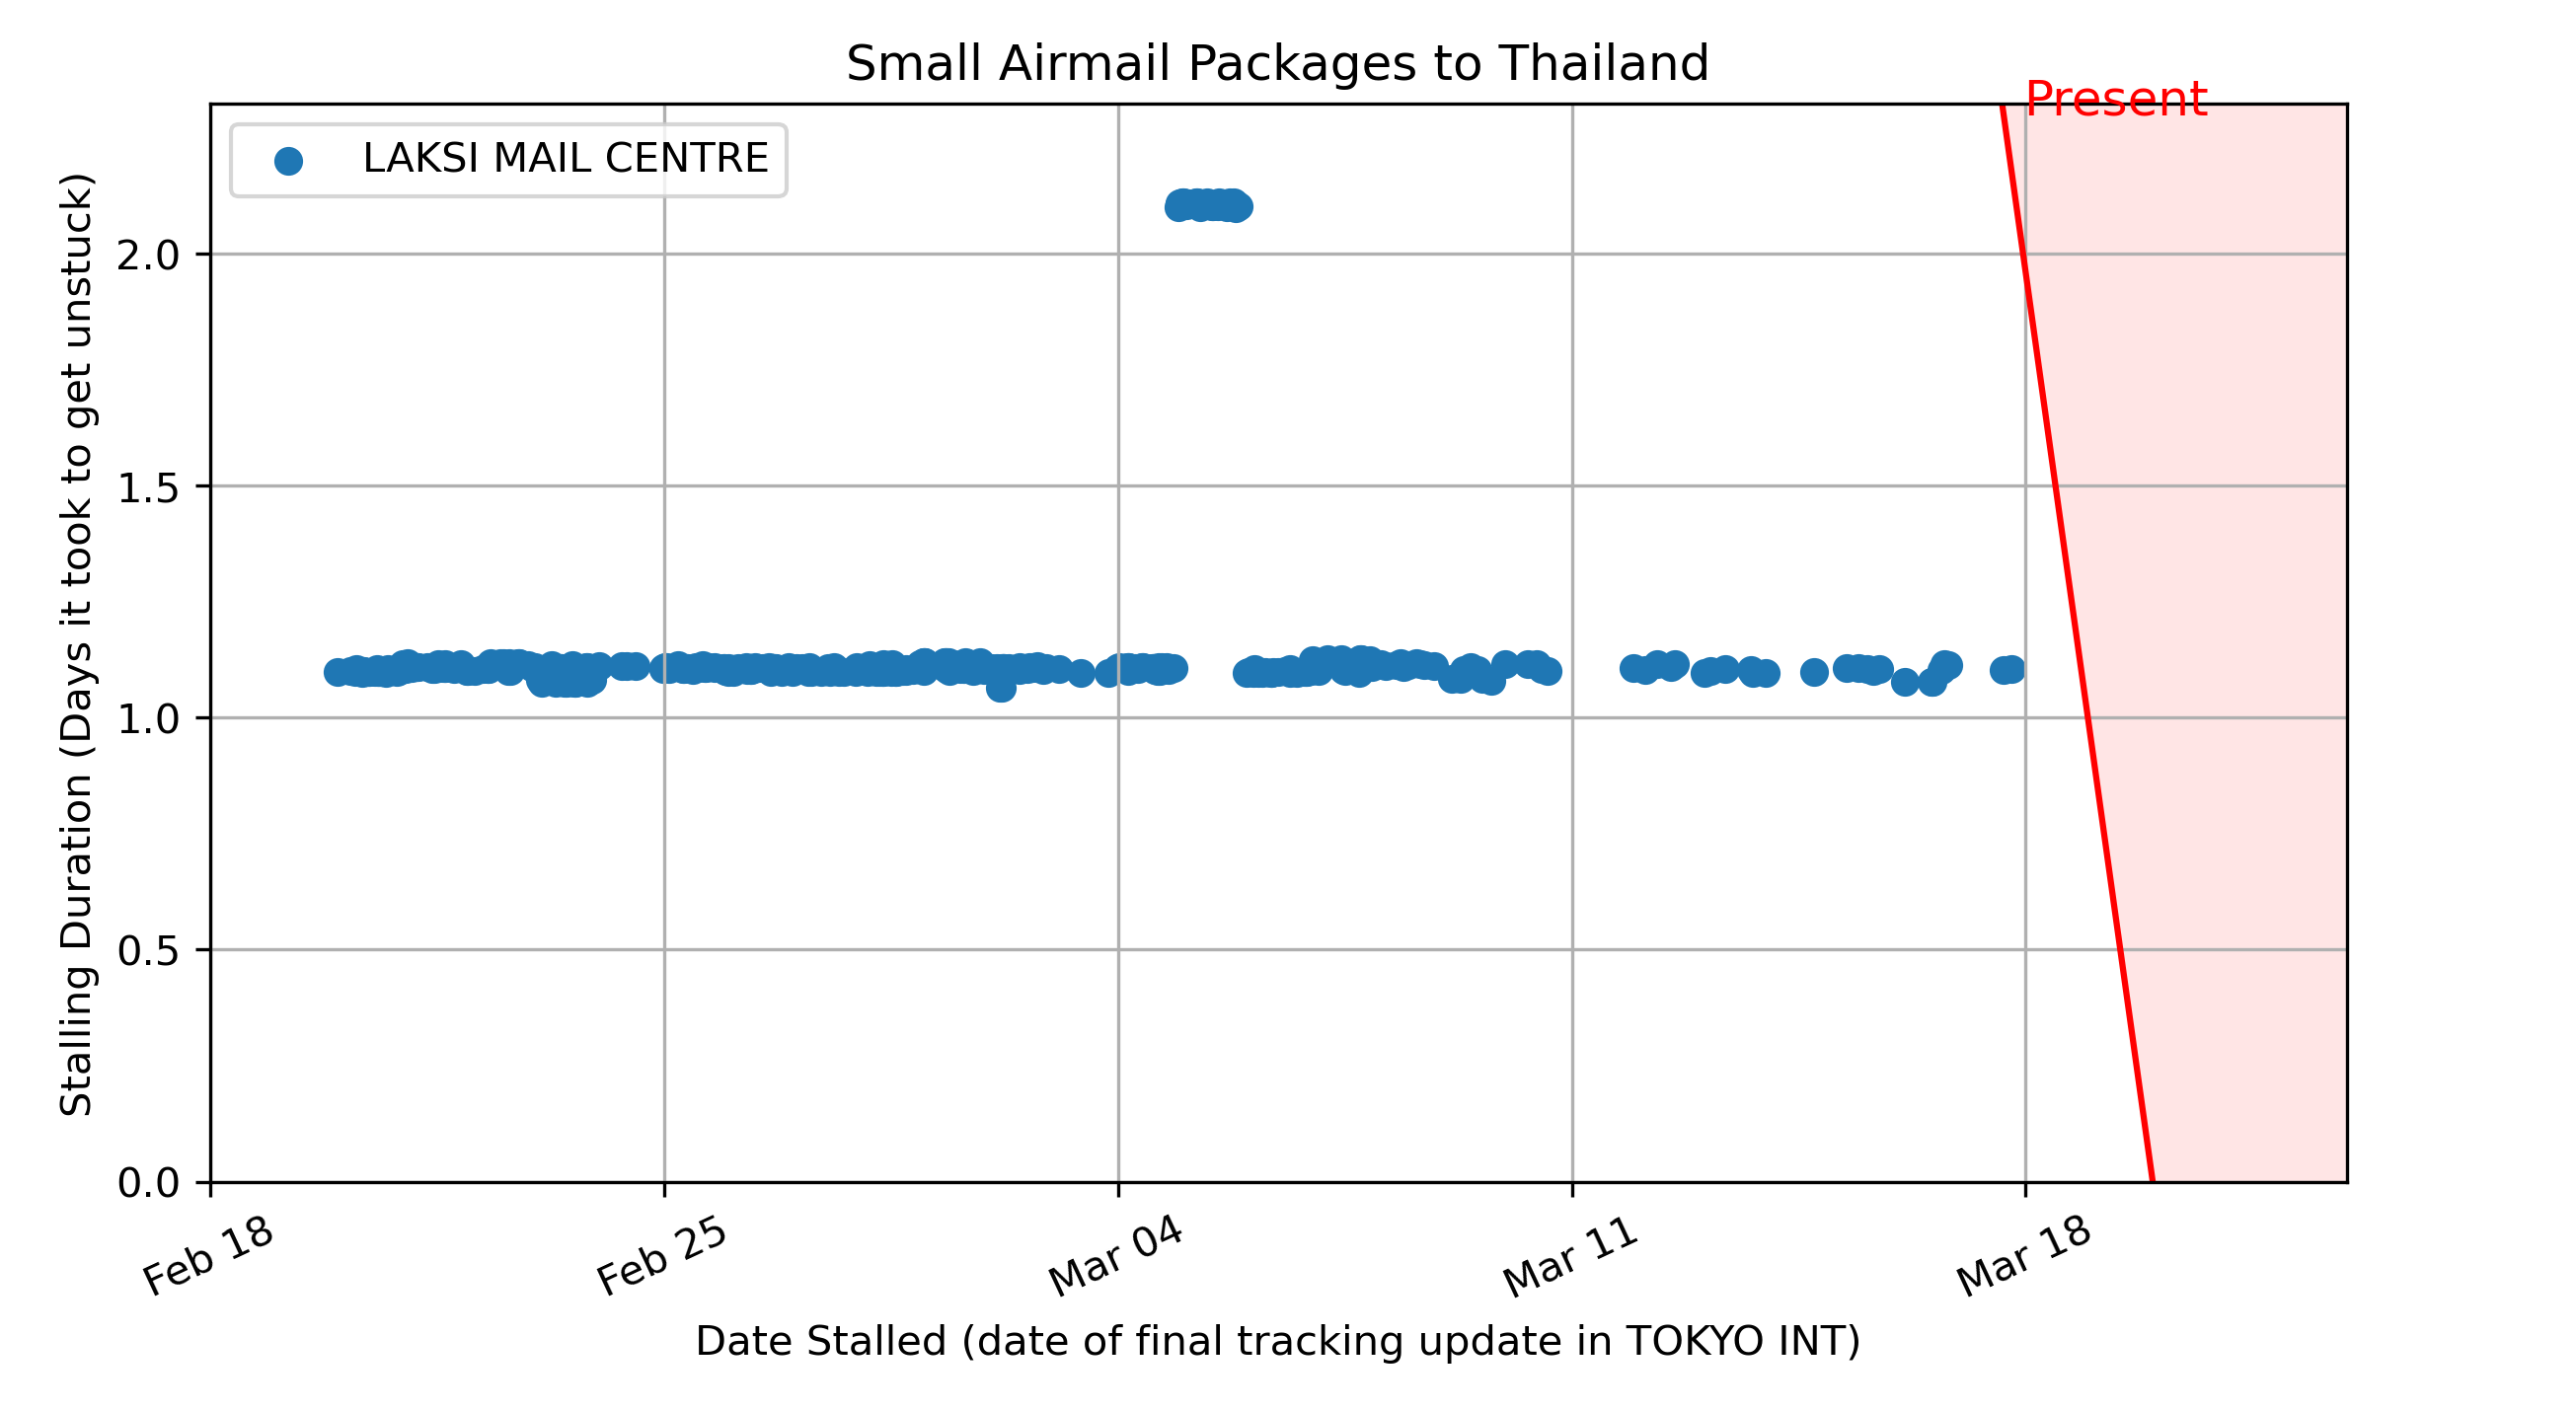 Small Airmail Packages to Thailand
Present
LAKSI MAIL CENTRE
Stalling Duration (Days it took to get unstuck)
2.0
1.5
1.0
0.5
0.0
Feb 18
Feb 25
Mar 04
Mar 11
Mar 18
Date Stalled (date of final tracking update in TOKYO INT)